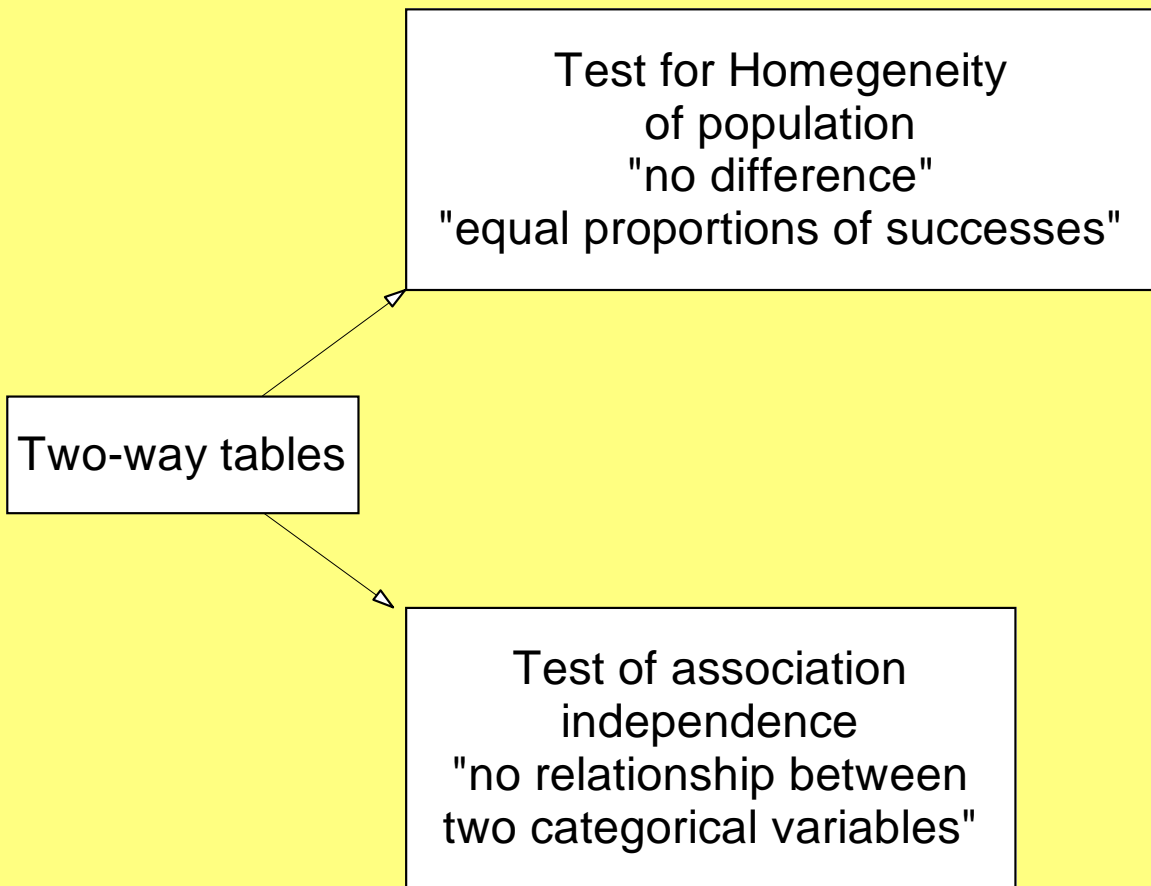 Test for Homegeneity
of population
"no difference"
"equal proportions of successes"
Two-way tables
Test of association
independence
"no relationship between
two categorical variables"